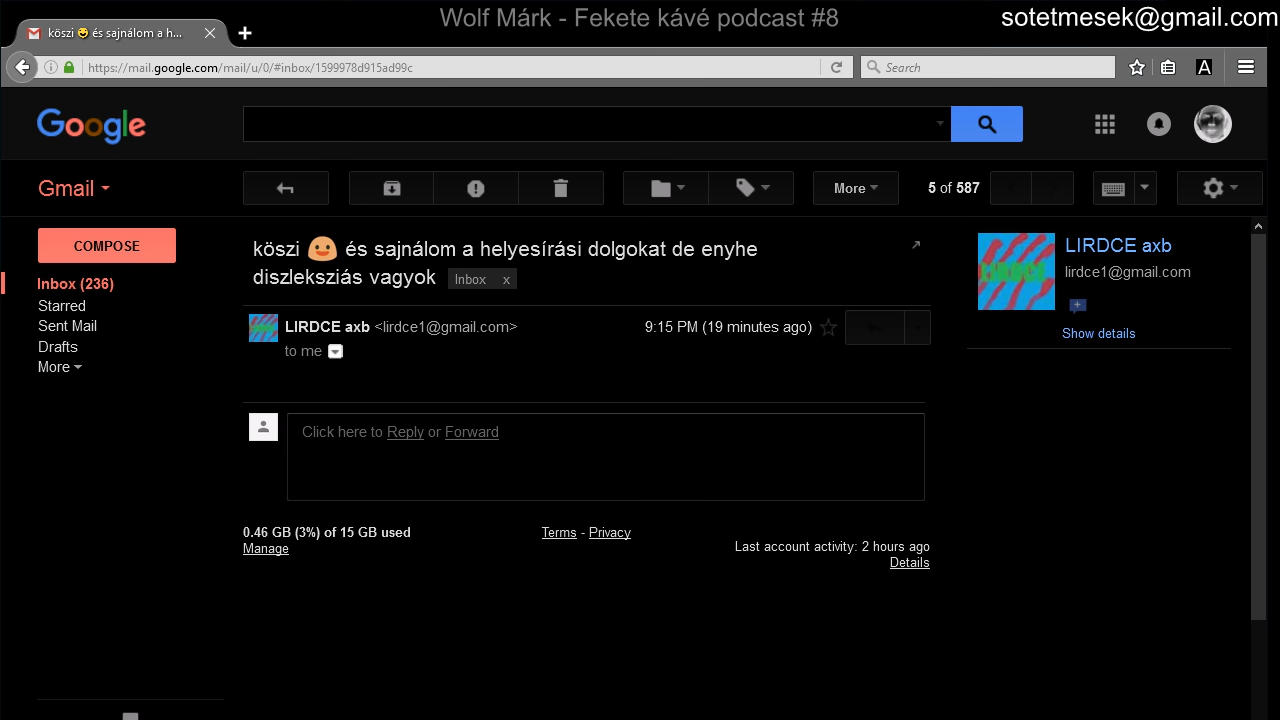 Wolf Márk - Fekete kávé podcast #8
sotetmesek@gmail.com
köszi 😀 és sajnálom a h...
https://mail.google.com/mail/u/0/#inbox/1599978d915ad99c
Search
A
Google
Gmail
More
5 of 587
COMPOSE
Inbox (236)
Starred
Sent Mail
Drafts
More
köszi 🙂 és sajnálom a helyesírási dolgokat de enyhe
diszleksziás vagyok
Inbox x
LIRDCE axb <lirdce1@gmail.com>
9:15 PM (19 minutes ago)
to me
Click here to Reply or Forward
0.46 GB (3%) of 15 GB used
Manage
Terms - Privacy
Last account activity: 2 hours ago
Details
LIRDCE axb
lirdce1@gmail.com
Show details